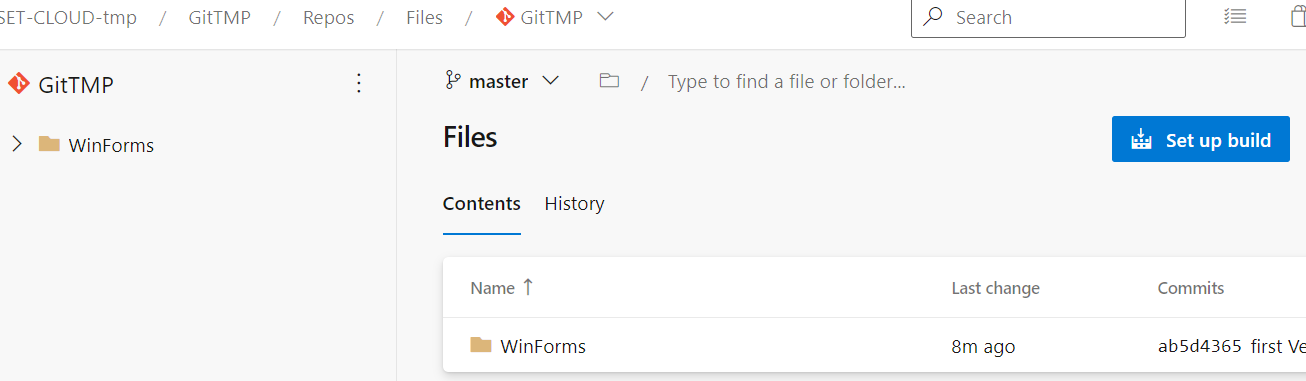 SET-CLOUD-tmp / GitTMP / Repos / Files / GitTMP Search
GitTMP
master / Type to find a file or folder...
WinForms
Files
Set up build
Contents History
Name ↑ Last change Commits
WinForms 8m ago ab5d4365 first Ve